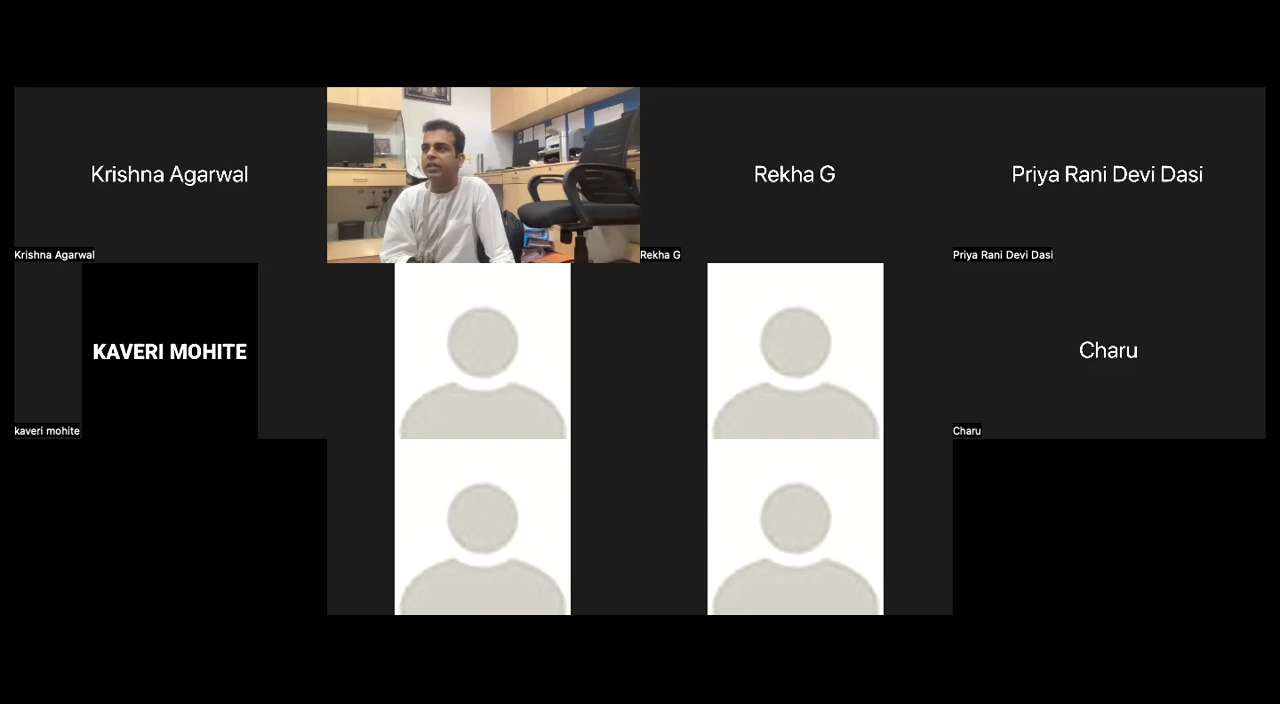 Krishna Agarwal
Rekha G
Priya Rani Devi Dasi
Krishna Agarwal
Rekha G
Priya Rani Devi Dasi
KAVERI MOHITE
Charu
kaveri mohite
Charu